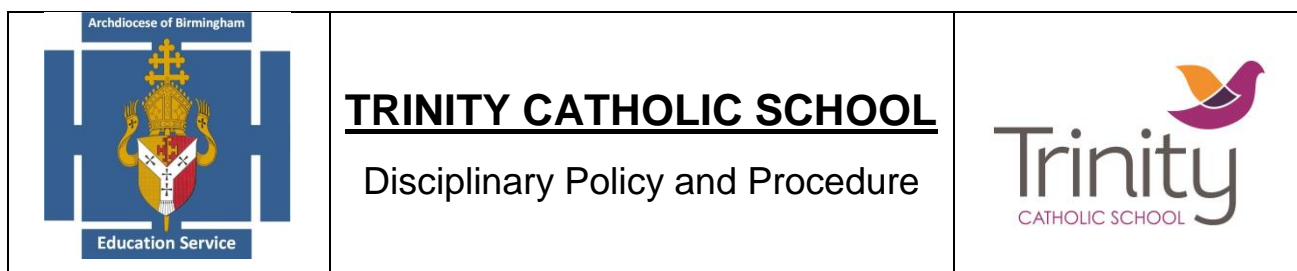 Archdiocese of Birmingham
Education Service
TRINITY CATHOLIC SCHOOL
Disciplinary Policy and Procedure
Trinity
CATHOLIC SCHOOL